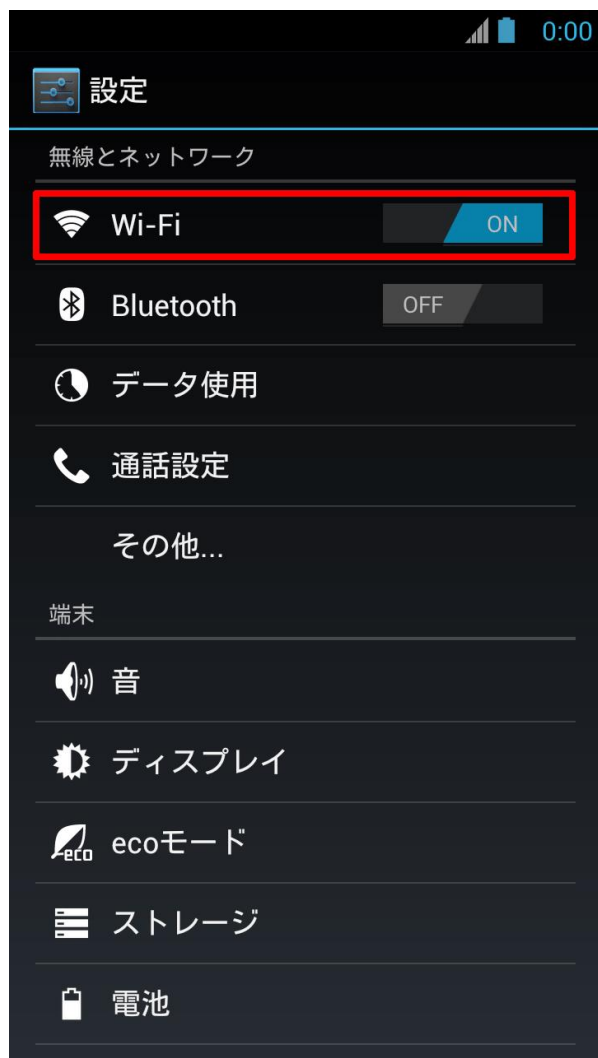 0:00
設定
無線とネットワーク
Wi-Fi ON
Bluetooth OFF
データ使用
通話設定
その他...
端末
音
ディスプレイ
eco ecoモード
ストレージ
電池